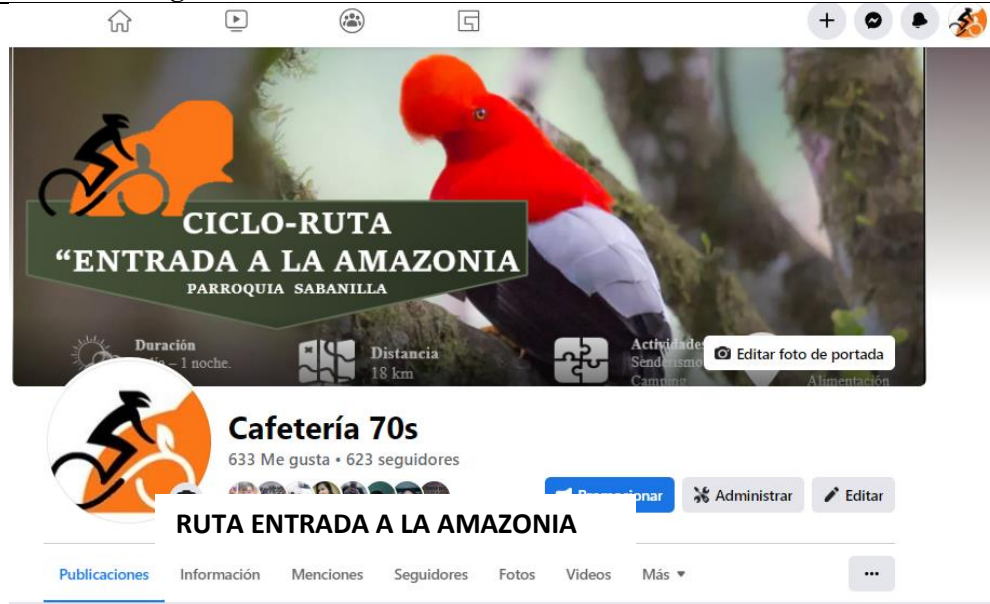 CICLO-RUTA
“ENTRADA A LA AMAZONIA
PARROQUIA SABANILLA
Duración
– 1 noche.
Distancia
18 km
Actividades
Senderismo
Camping
Alimentación
Editar foto de portada
Cafetería 70s
633 Me gusta • 623 seguidores
Promocionar
Administrar
Editar
RUTA ENTRADA A LA AMAZONIA
Publicaciones
Información
Menciones
Seguidores
Fotos
Videos
Más